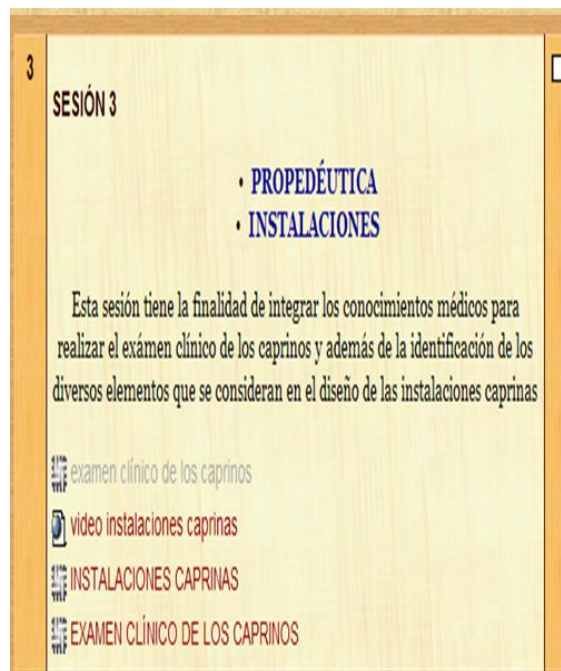 3
SESIÓN 3
• PROPEDÉUTICA
• INSTALACIONES
Esta sesión tiene la finalidad de integrar los conocimientos médicos para
realizar el exámen clínico de los caprinos y además de la identificación de los
diversos elementos que se consideran en el diseño de las instalaciones caprinas
examen clínico de los caprinos
video instalaciones caprinas
INSTALACIONES CAPRINAS
EXAMEN CLÍNICO DE LOS CAPRINOS